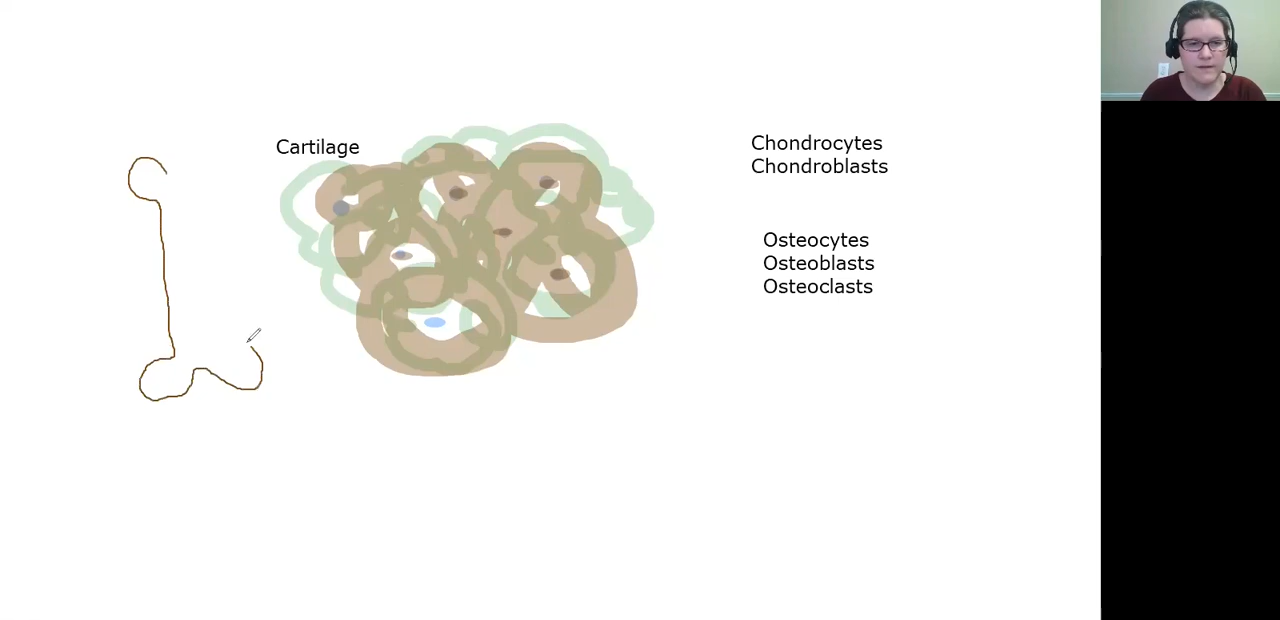 Cartilage
Chondrocytes
Chondroblasts
Osteocytes
Osteoblasts
Osteoclasts